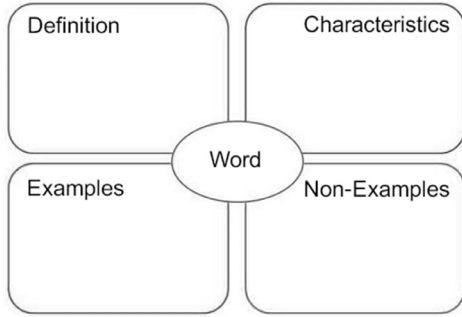 Definition
Characteristics
Word
Examples
Non-Examples